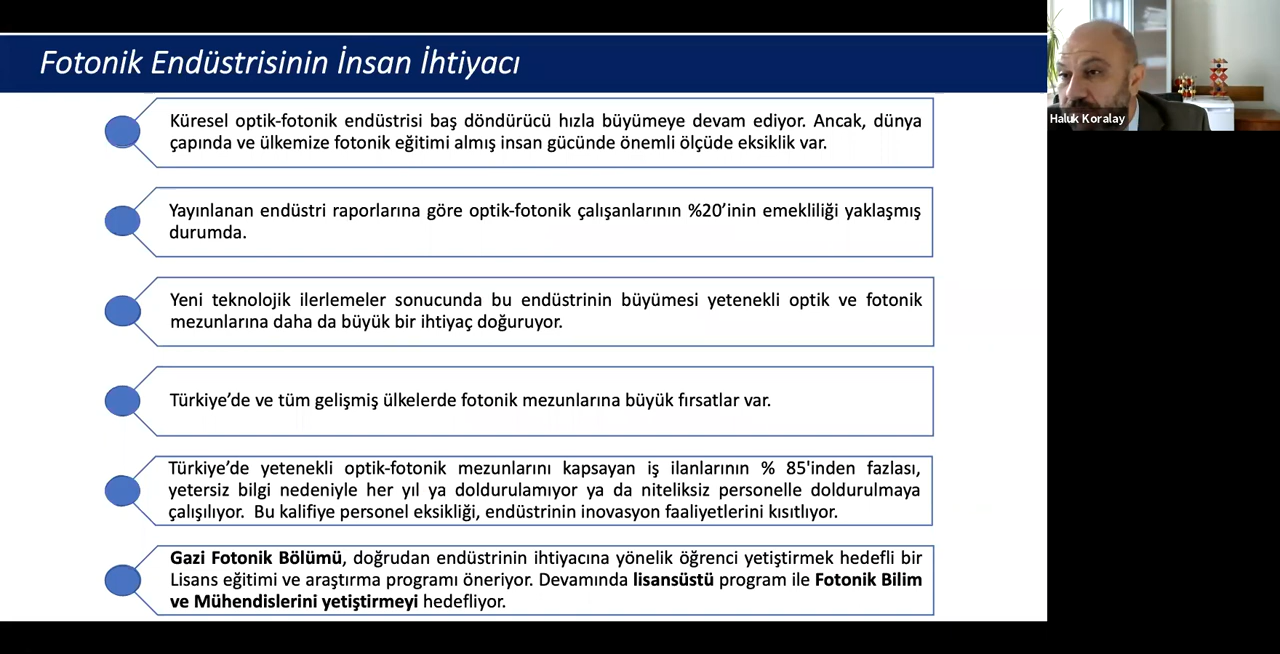 Fotonik Endüstrisinin İnsan İhtiyacı
Haluk Koralay
Küresel optik-fotonik endüstrisi baş döndürücü hızla büyümeye devam ediyor. Ancak, dünya
çapında ve ülkemize fotonik eğitimi almış insan gücünde önemli ölçüde eksiklik var.
Yayınlanan endüstri raporlarına göre optik-fotonik çalışanlarının %20’inin emekliliği yaklaşmış
durumda.
Yeni teknolojik ilerlemeler sonucunda bu endüstrinin büyümesi yetenekli optik ve fotonik
mezunlarına daha da büyük bir ihtiyaç doğuruyor.
Türkiye’de ve tüm gelişmiş ülkelerde fotonik mezunlarına büyük fırsatlar var.
Türkiye’de yetenekli optik-fotonik mezunlarını kapsayan iş ilanlarının % 85'inden fazlası,
yetersiz bilgi nedeniyle her yıl ya doldurulamıyor ya da niteliksiz personelle doldurulmaya
çalışılıyor. Bu kalifiye personel eksikliği, endüstrinin inovasyon faaliyetlerini kısıtlıyor.
Gazi Fotonik Bölümü, doğrudan endüstrinin ihtiyacına yönelik öğrenci yetiştirmek hedefli bir
Lisans eğitimi ve araştırma programı öneriyor. Devamında lisansüstü program ile Fotonik Bilim
ve Mühendislerini yetiştirmeyi hedefliyor.